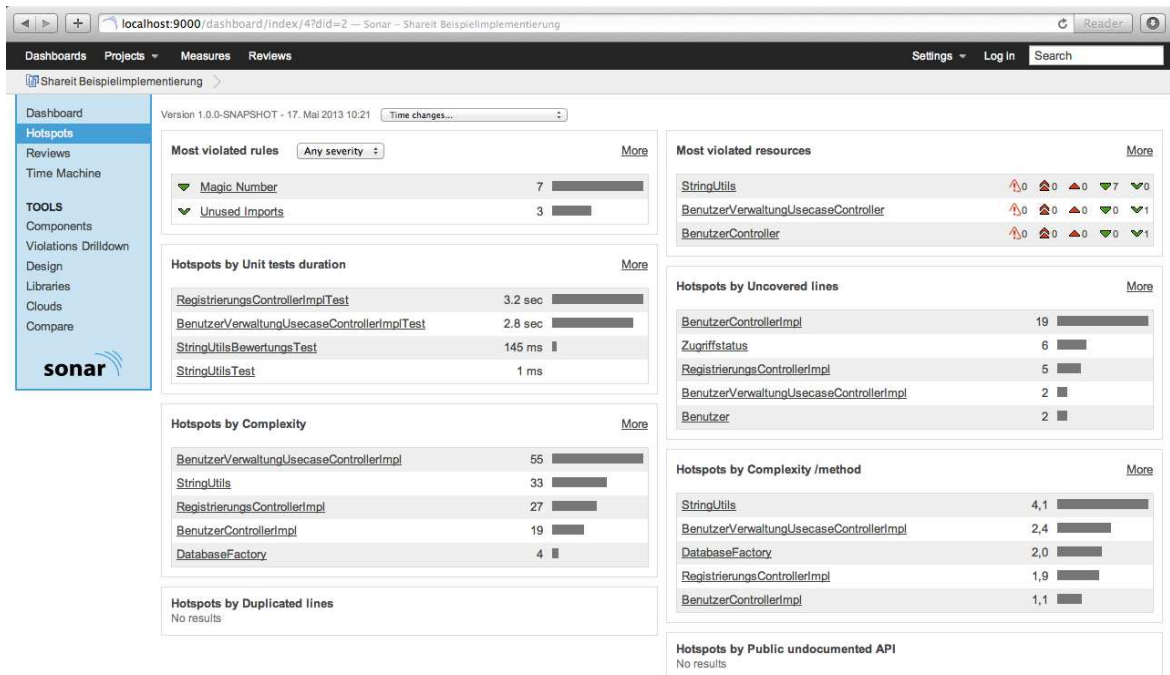 localhost:9000/dashboard/index/4?did=2 — Sonar – Shareit Beispielimplementierung
Reader
Dashboards Projects Measures Reviews Settings Log in Search
Shareit Beispielimplementierung
Dashboard
Hotspots
Reviews
Time Machine
TOOLS
Components
Violations Drilldown
Design
Libraries
Clouds
Compare
sonar
Version 1.0.0-SNAPSHOT - 17. Mai 2013 10:21 Time changes...
Most violated rules Any severity More
Magic Number 7
Unused Imports 3
Hotspots by Unit tests duration More
RegistrierungsControllerImplTest 3.2 sec
BenutzerVerwaltungUsecaseControllerImplTest 2.8 sec
StringUtilsBewertungsTest 145 ms
StringUtilsTest 1 ms
Hotspots by Complexity More
BenutzerVerwaltungUsecaseControllerImpl 55
StringUtils 33
RegistrierungsControllerImpl 27
BenutzerControllerImpl 19
DatabaseFactory 4
Hotspots by Duplicated lines
No results
Most violated resources More
StringUtils 0 0 0 7 0
BenutzerVerwaltungUsecaseController 0 0 0 0 1
BenutzerController 0 0 0 0 1
Hotspots by Uncovered lines More
BenutzerControllerImpl 19
Zugriffstatus 6
RegistrierungsControllerImpl 5
BenutzerVerwaltungUsecaseControllerImpl 2
Benutzer 2
Hotspots by Complexity /method More
StringUtils 4,1
BenutzerVerwaltungUsecaseControllerImpl 2,4
DatabaseFactory 2,0
RegistrierungsControllerImpl 1,9
BenutzerControllerImpl 1,1
Hotspots by Public undocumented API
No results